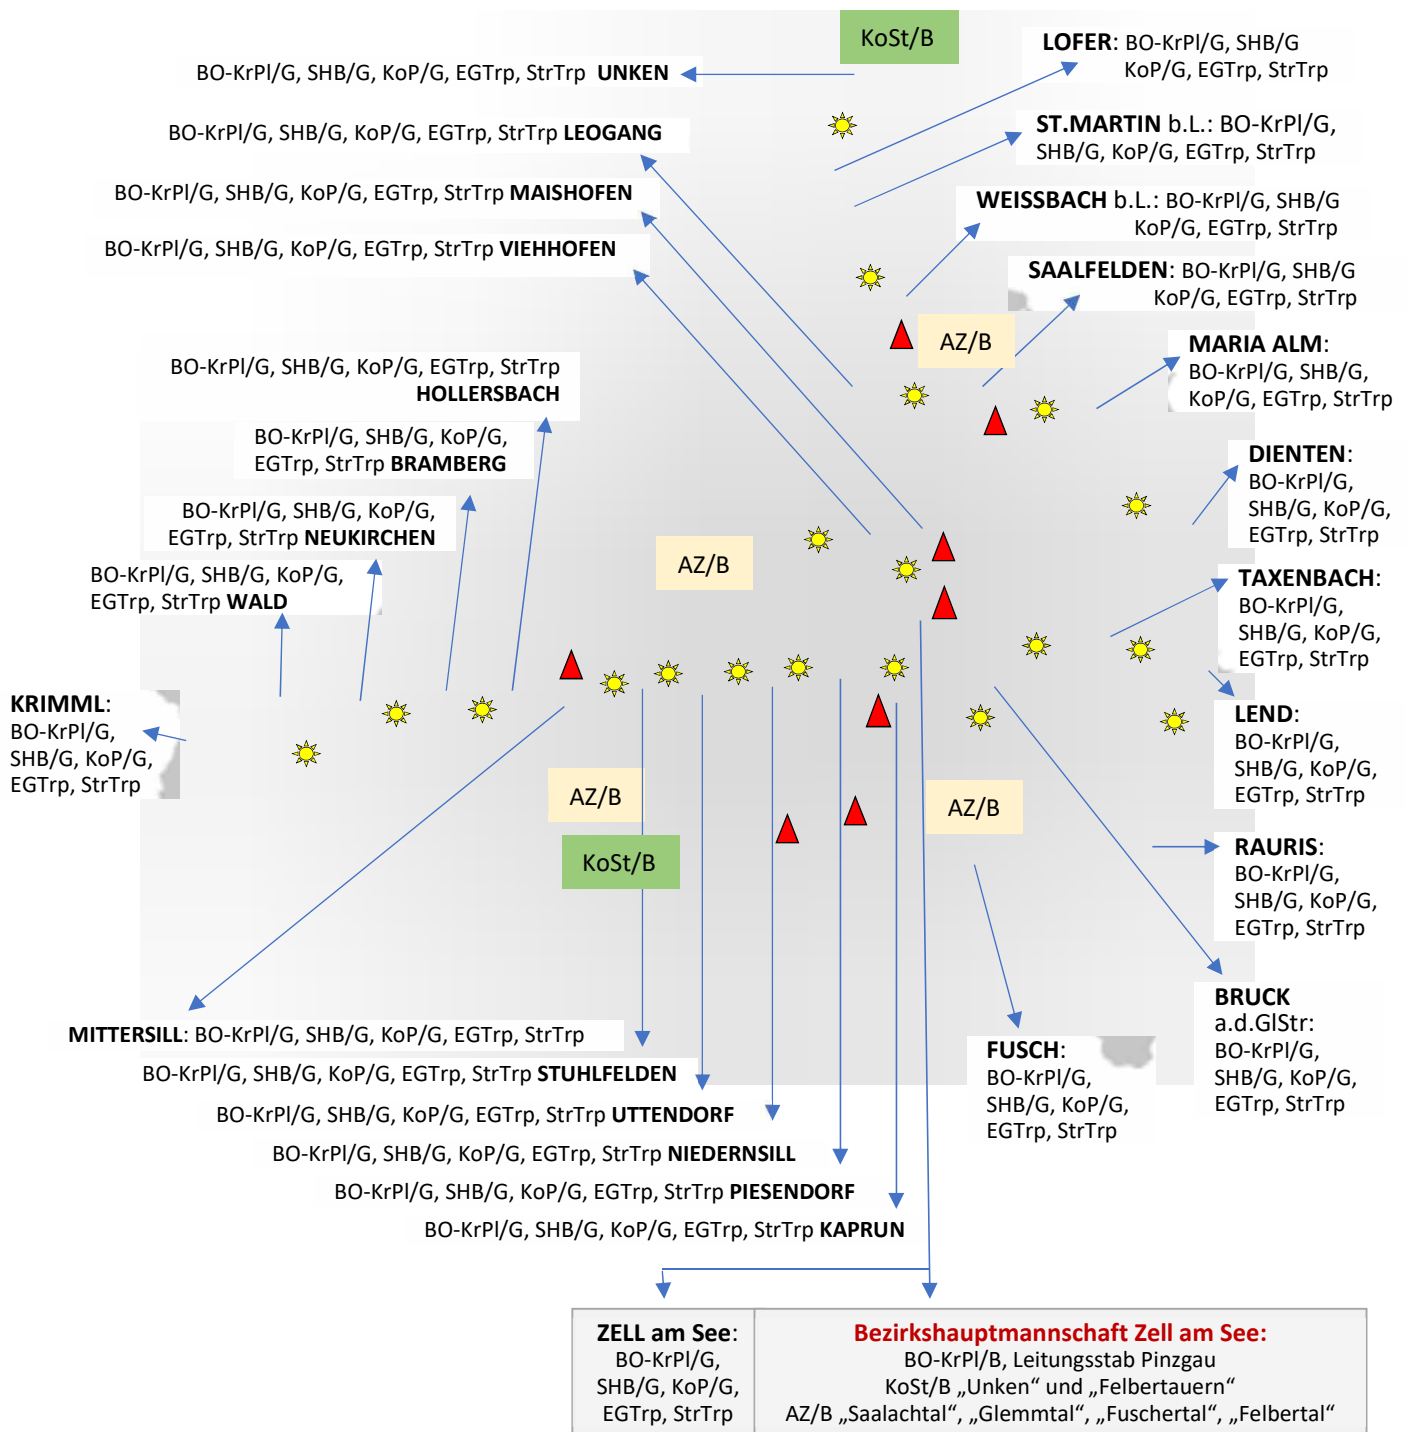 KoSt/B
BO-KrPl/G, SHB/G, KoP/G, EGTrp, StrTrp UNKEN
LOFER: BO-KrPl/G, SHB/G
KoP/G, EGTrp, StrTrp
BO-KrPl/G, SHB/G, KoP/G, EGTrp, StrTrp LEOGANG
ST.MARTIN b.L.: BO-KrPl/G,
SHB/G, KoP/G, EGTrp, StrTrp
BO-KrPl/G, SHB/G, KoP/G, EGTrp, StrTrp MAISHOFEN
WEISSBACH b.L.: BO-KrPl/G, SHB/G
KoP/G, EGTrp, StrTrp
BO-KrPl/G, SHB/G, KoP/G, EGTrp, StrTrp VIEHHOFEN
SAALFELDEN: BO-KrPl/G, SHB/G
KoP/G, EGTrp, StrTrp
AZ/B
MARIA ALM:
BO-KrPl/G, SHB/G,
KoP/G, EGTrp, StrTrp
BO-KrPl/G, SHB/G, KoP/G, EGTrp, StrTrp
HOLLERSBACH
BO-KrPl/G, SHB/G, KoP/G,
EGTrp, StrTrp BRAMBERG
DIENTEN:
BO-KrPl/G,
SHB/G, KoP/G,
EGTrp, StrTrp
BO-KrPl/G, SHB/G, KoP/G,
EGTrp, StrTrp NEUKIRCHEN
AZ/B
BO-KrPl/G, SHB/G, KoP/G,
EGTrp, StrTrp WALD
TAXENBACH:
BO-KrPl/G,
SHB/G, KoP/G,
EGTrp, StrTrp
KRIMML:
BO-KrPl/G,
SHB/G, KoP/G,
EGTrp, StrTrp
LEND:
BO-KrPl/G,
SHB/G, KoP/G,
EGTrp, StrTrp
AZ/B
AZ/B
KoSt/B
RAURIS:
BO-KrPl/G,
SHB/G, KoP/G,
EGTrp, StrTrp
BRUCK
a.d.GlStr:
BO-KrPl/G,
SHB/G, KoP/G,
EGTrp, StrTrp
MITTERSILL: BO-KrPl/G, SHB/G, KoP/G, EGTrp, StrTrp
FUSCH:
BO-KrPl/G,
SHB/G, KoP/G,
EGTrp, StrTrp
BO-KrPl/G, SHB/G, KoP/G, EGTrp, StrTrp STUHLFELDEN
BO-KrPl/G, SHB/G, KoP/G, EGTrp, StrTrp UTTENDORF
BO-KrPl/G, SHB/G, KoP/G, EGTrp, StrTrp NIEDERNSILL
BO-KrPl/G, SHB/G, KoP/G, EGTrp, StrTrp PIESENDORF
BO-KrPl/G, SHB/G, KoP/G, EGTrp, StrTrp KAPRUN
ZELL am See:
BO-KrPl/G,
SHB/G, KoP/G,
EGTrp, StrTrp
Bezirkshauptmannschaft Zell am See:
BO-KrPl/B, Leitungsstab Pinzgau
KoSt/B „Unken“ und „Felbertauern“
AZ/B „Saalachtal“, „Glemmtal“, „Fuschertal“, „Felbertal“